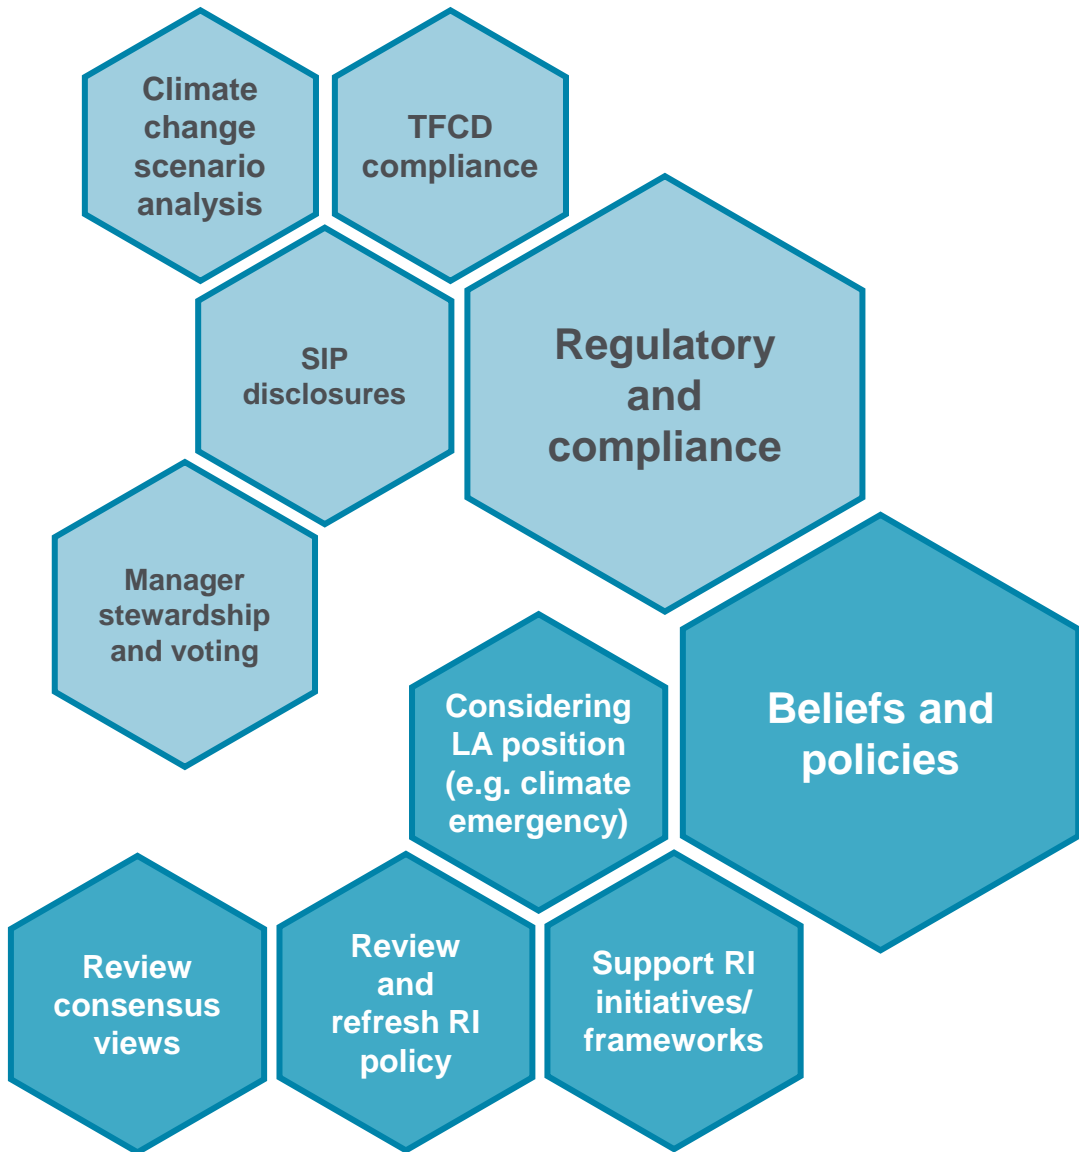 Climate
change
scenario
analysis
TFCD
compliance
SIP
disclosures
Regulatory
and
compliance
Manager
stewardship
and voting
Considering
LA position
(e.g. climate
emergency)
Beliefs and
policies
Review
consensus
views
Review
and
refresh RI
policy
Support RI
initiatives/
frameworks